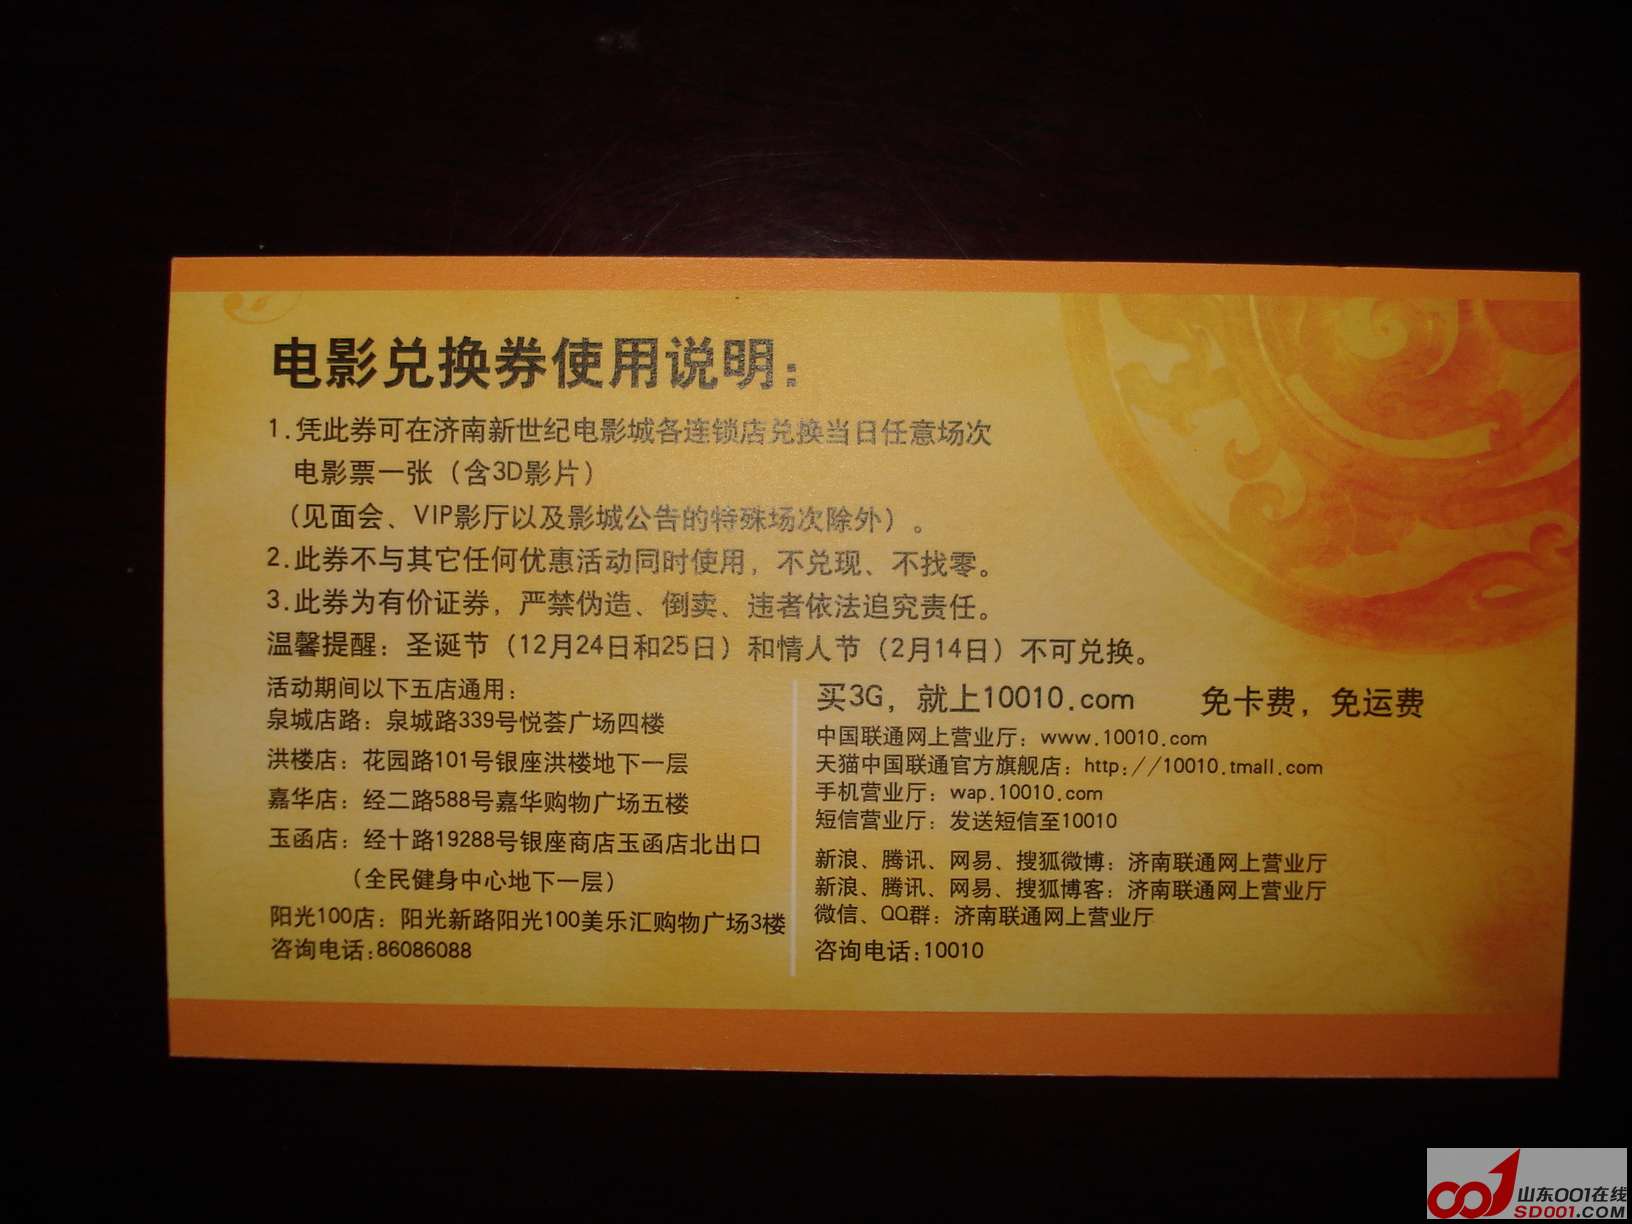 电影兑换券使用说明：
1.凭此券可在济南新世纪电影城各连锁店兑换当日任意场次
电影票一张（含3D影片）
（见面会、VIP影厅以及影城公告的特殊场次除外）。
2.此券不与其它任何优惠活动同时使用，不兑现、不找零。
3.此券为有价证券，严禁伪造、倒卖、违者依法追究责任。
温馨提醒：圣诞节（12月24日和25日）和情人节（2月14日）不可兑换。
活动期间以下五店通用：
泉城店路：泉城路339号悦荟广场四楼
洪楼店：花园路101号银座洪楼地下一层
嘉华店：经二路588号嘉华购物广场五楼
玉函店：经十路19288号银座商店玉函店北出口
（全民健身中心地下一层）
阳光100店：阳光新路阳光100美乐汇购物广场3楼
咨询电话:86086088
买3G，就上10010.com 免卡费，免运费
中国联通网上营业厅：www.10010.com
天猫中国联通官方旗舰店：http://10010.tmall.com
手机营业厅：wap.10010.com
短信营业厅：发送短信至10010
新浪、腾讯、网易、搜狐微博：济南联通网上营业厅
新浪、腾讯、网易、搜狐博客：济南联通网上营业厅
微信、QQ群：济南联通网上营业厅
咨询电话:10010
山东001在线
SD001.COM